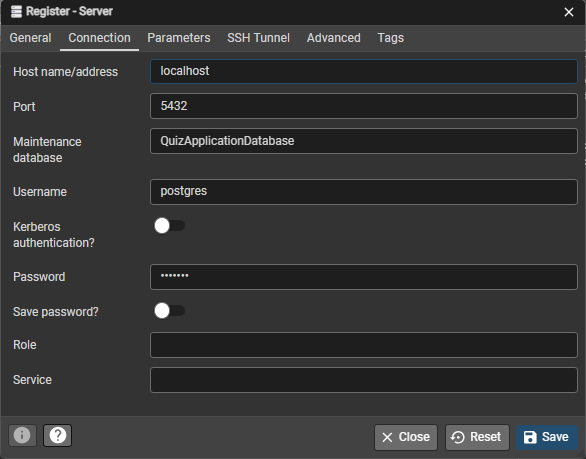 Register - Server
General Connection Parameters SSH Tunnel Advanced Tags
Host name/address localhost
Port 5432
Maintenance database QuizApplicationDatabase
Username postgres
Kerberos authentication?
Password •••••••
Save password?
Role
Service
Close Reset Save